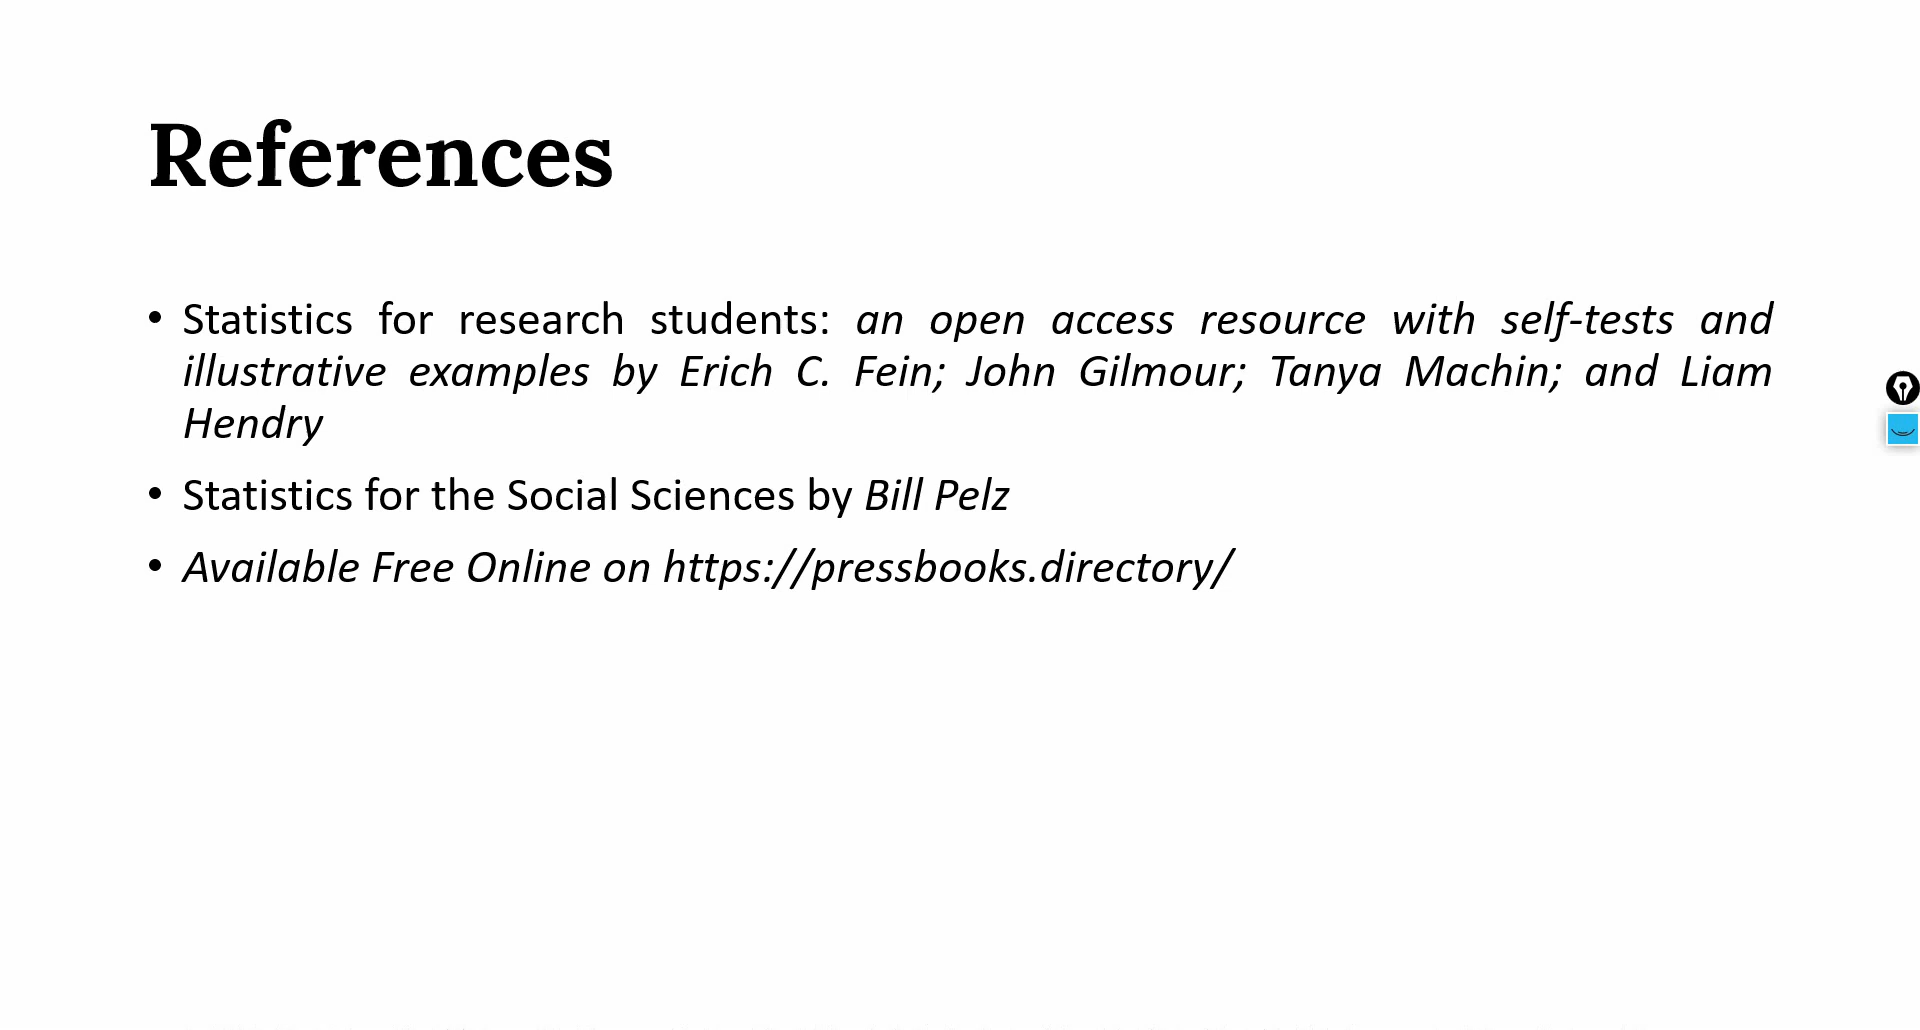 References
• Statistics for research students: an open access resource with self-tests and
illustrative examples by Erich C. Fein; John Gilmour; Tanya Machin; and Liam
Hendry
• Statistics for the Social Sciences by Bill Pelz
• Available Free Online on https://pressbooks.directory/